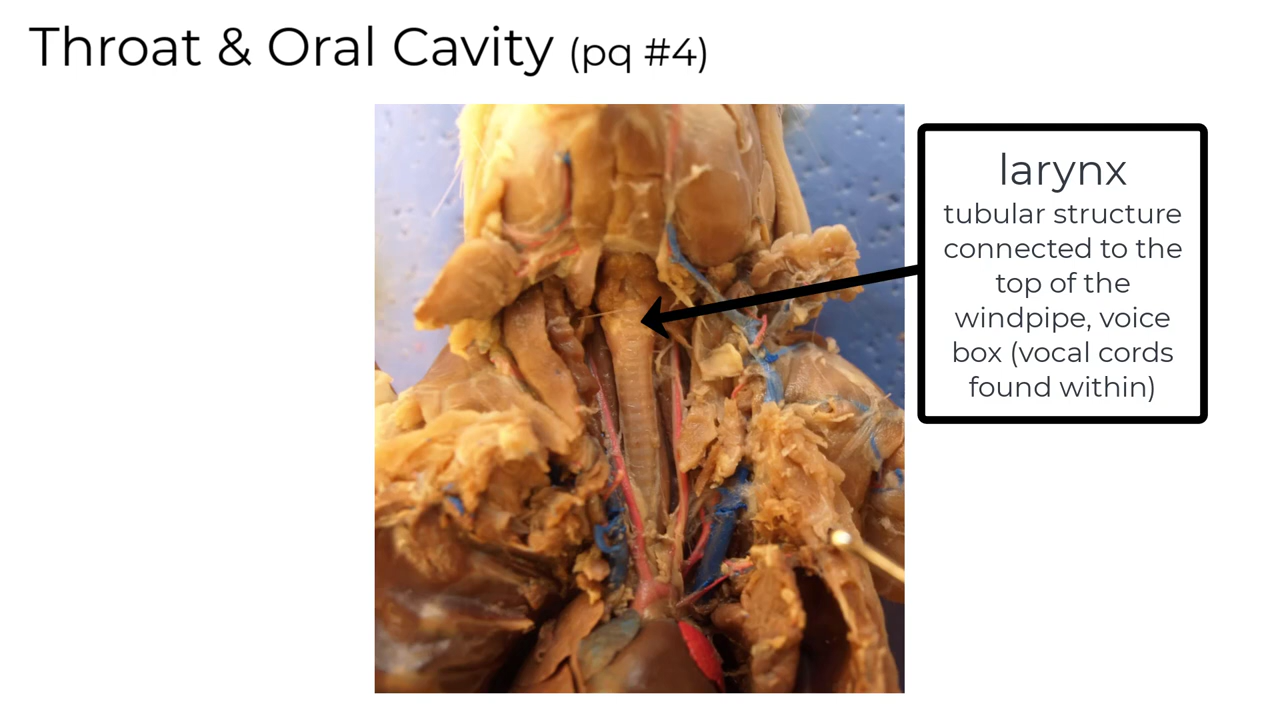 Throat & Oral Cavity (pq #4)
larynx
tubular structure
connected to the
top of the
windpipe, voice
box (vocal cords
found within)